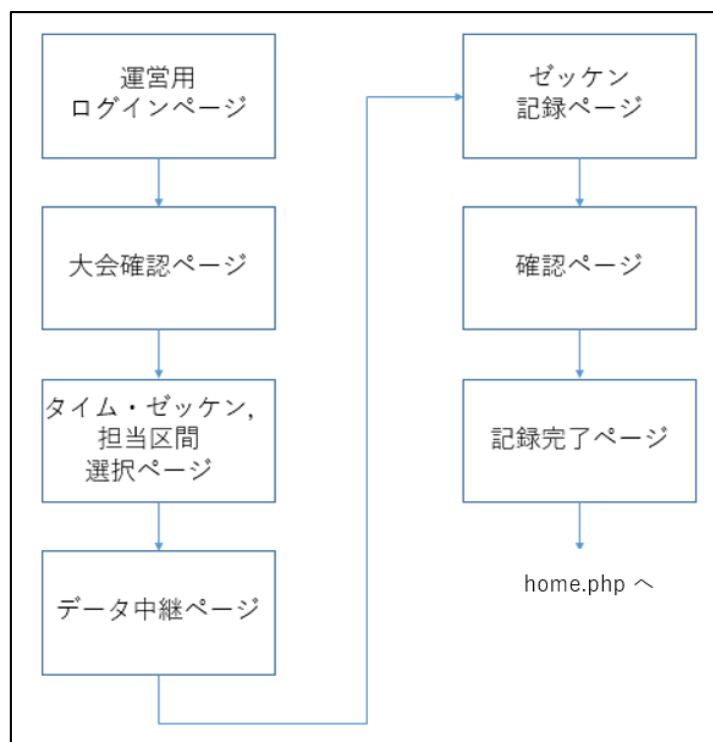 運営用
ログインページ
大会確認ページ
タイム・ゼッケン,
担当区間
選択ページ
データ中継ページ
ゼッケン
記録ページ
確認ページ
記録完了ページ
home.php へ